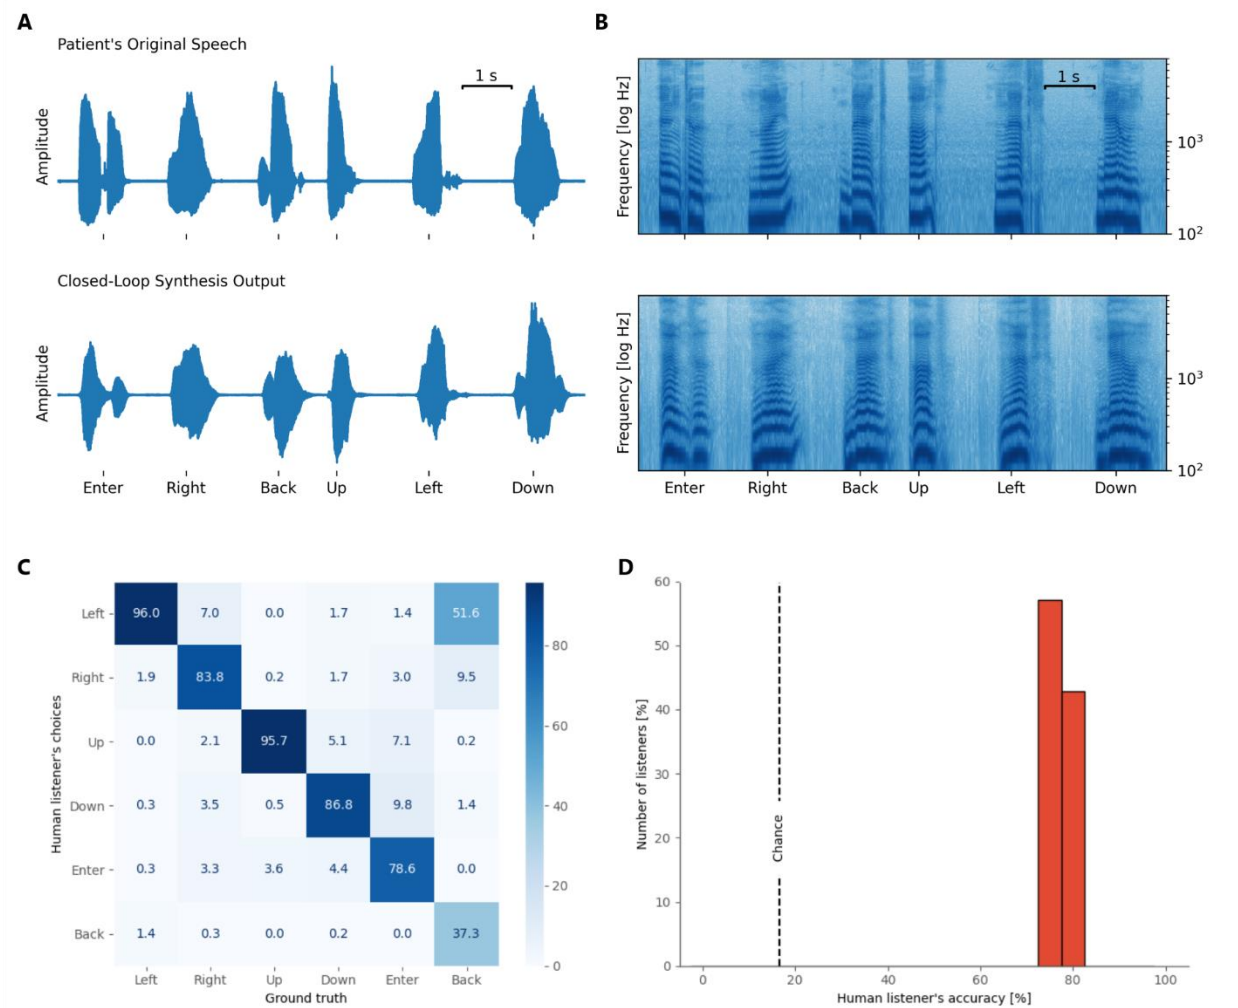 A
Patient's Original Speech
1 s
Amplitude
Closed-Loop Synthesis Output
Amplitude
Enter Right Back Up Left Down
B
1 s
Frequency [log Hz]
10³
10²
Frequency [log Hz]
10³
10²
Enter Right Back Up Left Down
C
Human listener's choices
Left 96.0 7.0 0.0 1.7 1.4 51.6
Right 1.9 83.8 0.2 1.7 3.0 9.5
Up 0.0 2.1 95.7 5.1 7.1 0.2
Down 0.3 3.5 0.5 86.8 9.8 1.4
Enter 0.3 3.3 3.6 4.4 78.6 0.0
Back 1.4 0.3 0.0 0.2 0.0 37.3
Left Right Up Down Enter Back
Ground truth
80
60
40
20
0
D
Number of listeners [%]
60
50
40
30
20
10
0
Chance
0 20 40 60 80 100
Human listener's accuracy [%]